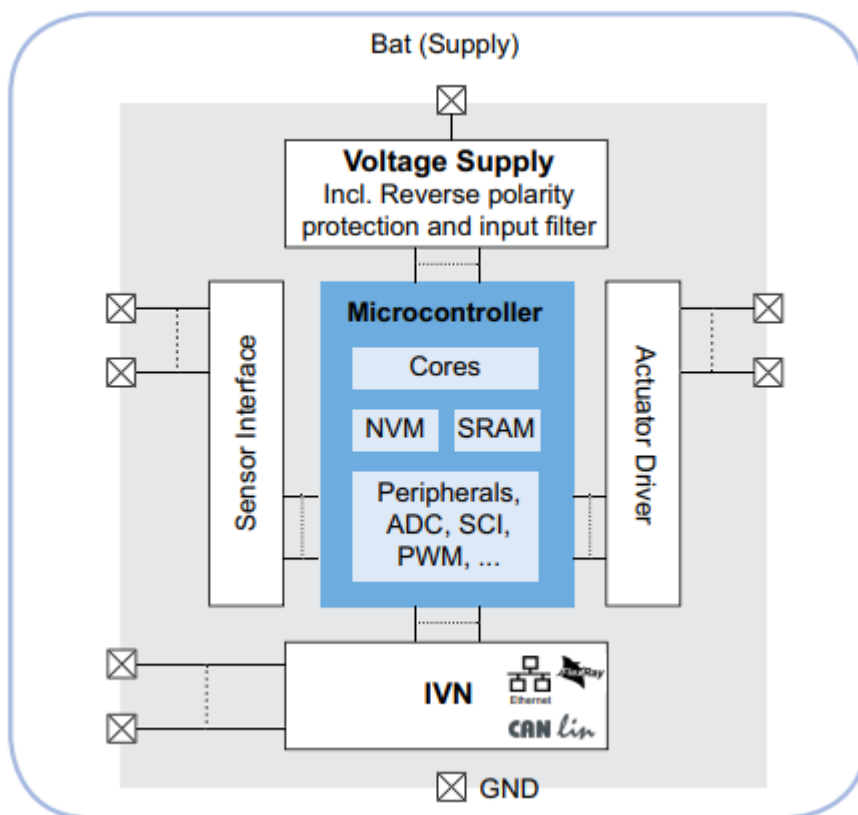 Bat (Supply)
Voltage Supply
Incl. Reverse polarity
protection and input filter
Microcontroller
Cores
NVM
SRAM
Peripherals,
ADC, SCI,
PWM, ...
Sensor Interface
Actuator Driver
IVN
Ethernet
FlexRay
CAN
lin
GND